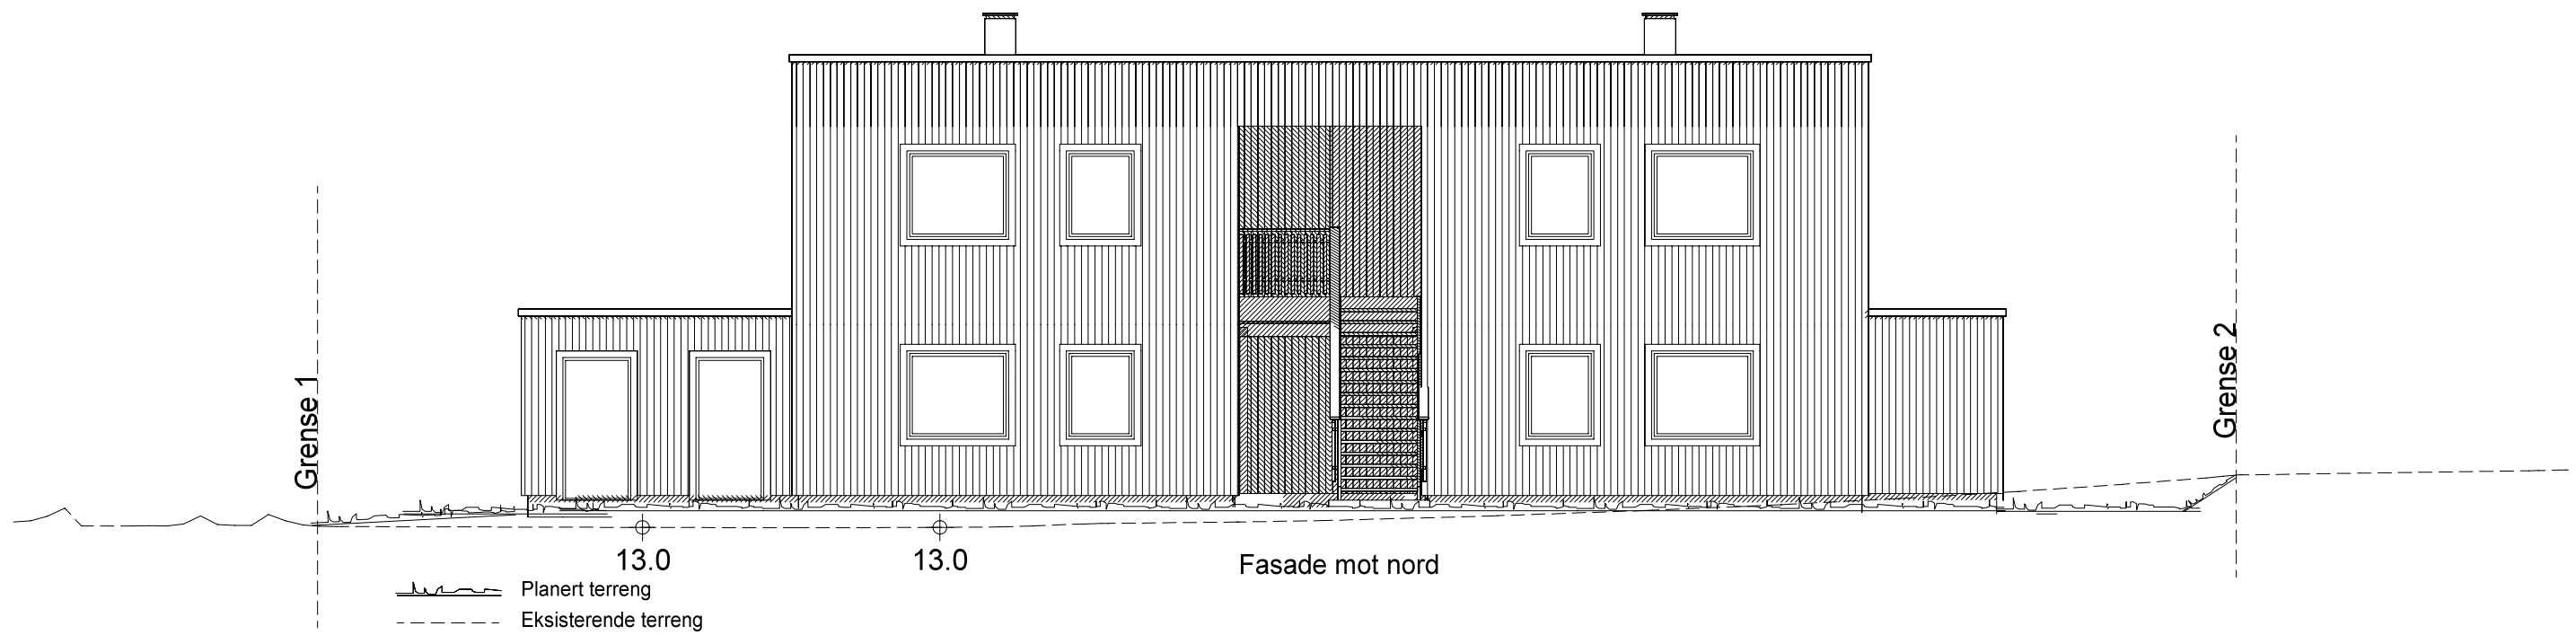 Grense 1
Grense 2
13.0
13.0
Fasade mot nord
Planert terreng
Eksisterende terreng